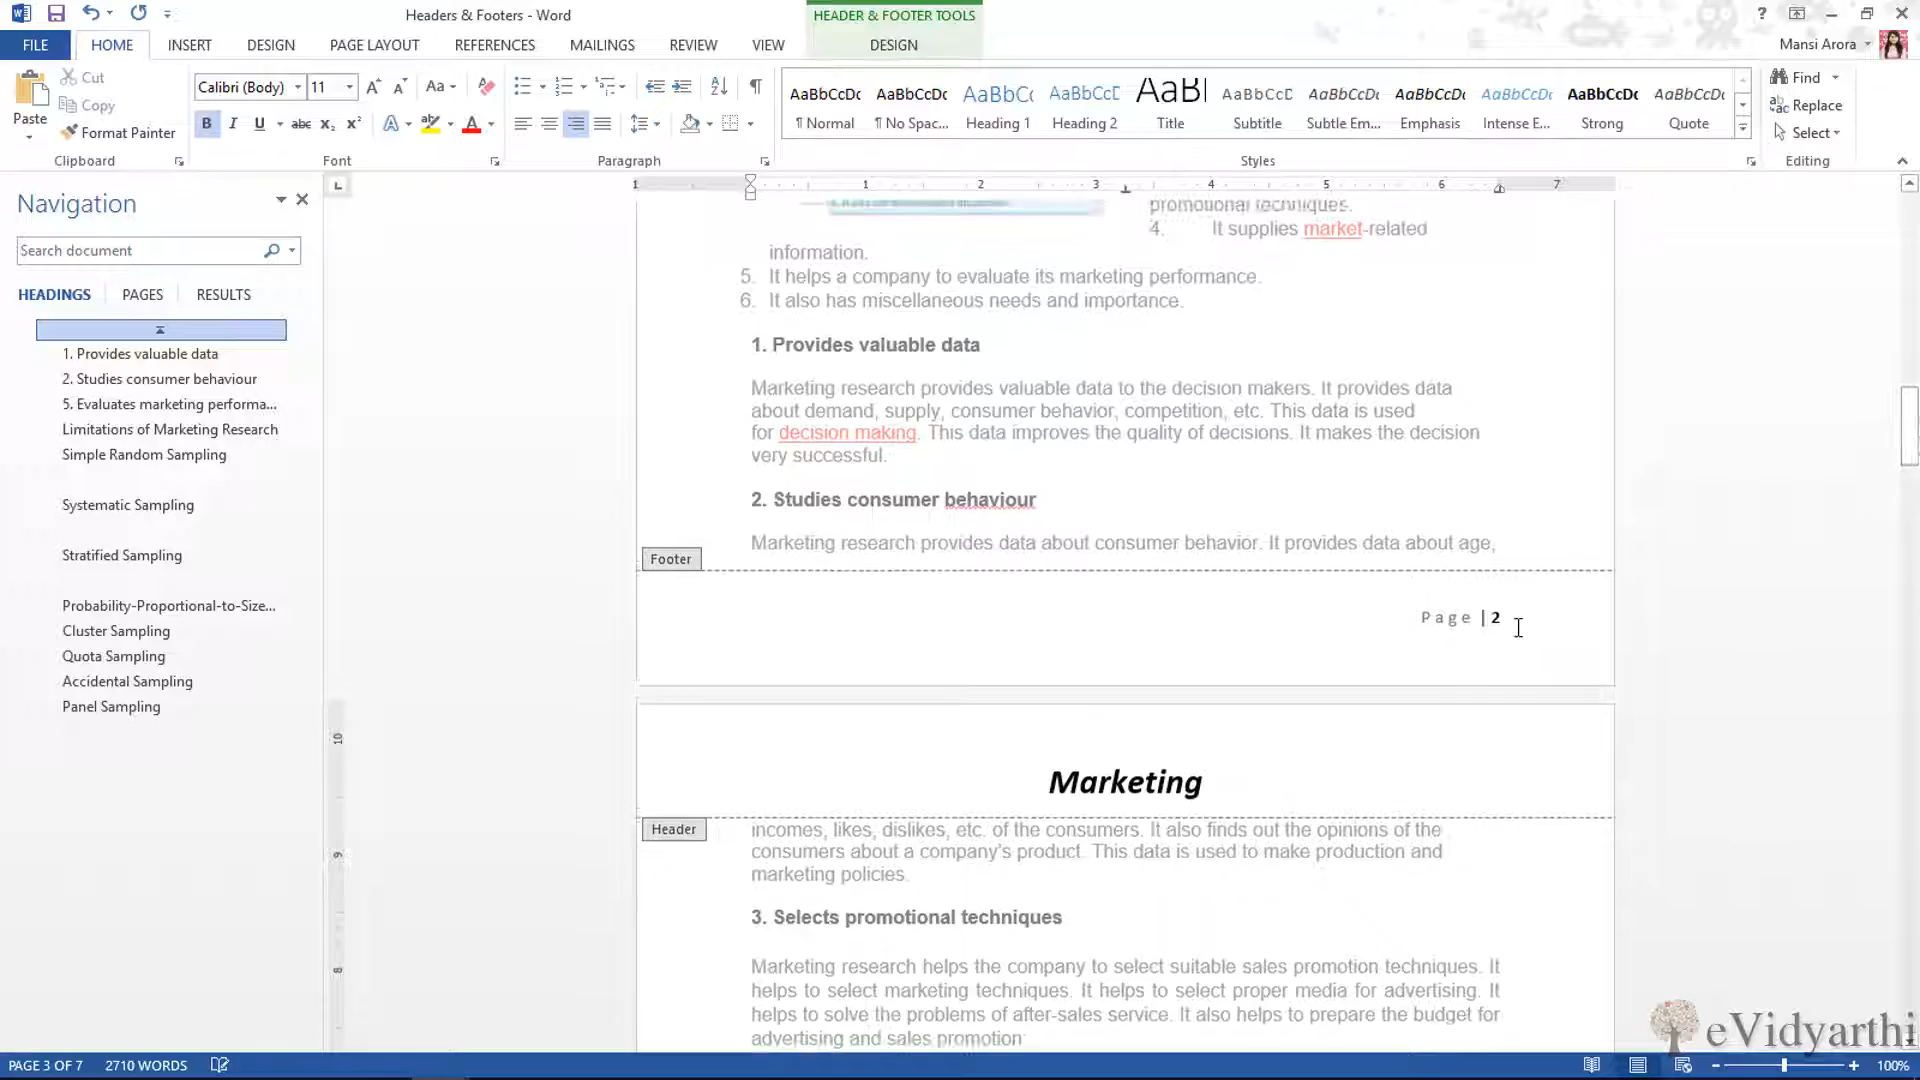 Headers & Footers - Word
HEADER & FOOTER TOOLS
?
FILE
HOME
INSERT
DESIGN
PAGE LAYOUT
REFERENCES
MAILINGS
REVIEW
VIEW
DESIGN
Mansi Arora
Paste
Cut
Copy
Format Painter
Clipboard
Calibri (Body)
11
Font
Paragraph
AaBbCcDc
¶ Normal
AaBbCcDc
¶ No Spac...
AaBbC
Heading 1
AaBbCcD
Heading 2
AaB
Title
AaBbCcD
Subtitle
AaBbCcDc
Subtle Em...
AaBbCcDc
Emphasis
AaBbCcDc
Intense E...
AaBbCcDc
Strong
AaBbCcDc
Quote
Styles
Find
Replace
Select
Editing
Navigation
Search document
HEADINGS
PAGES
RESULTS
1. Provides valuable data
2. Studies consumer behaviour
5. Evaluates marketing performa...
Limitations of Marketing Research
Simple Random Sampling
Systematic Sampling
Stratified Sampling
Probability-Proportional-to-Size...
Cluster Sampling
Quota Sampling
Accidental Sampling
Panel Sampling
1 1 2 3 4 5 6 7
10
9
8
promotional techniques.
4. It supplies market-related
information.
5. It helps a company to evaluate its marketing performance.
6. It also has miscellaneous needs and importance.
1. Provides valuable data
Marketing research provides valuable data to the decision makers. It provides data
about demand, supply, consumer behavior, competition, etc. This data is used
for decision making. This data improves the quality of decisions. It makes the decision
very successful.
2. Studies consumer behaviour
Marketing research provides data about consumer behavior. It provides data about age,
Footer
Page | 2
Marketing
Header
incomes, likes, dislikes, etc. of the consumers. It also finds out the opinions of the
consumers about a company's product. This data is used to make production and
marketing policies.
3. Selects promotional techniques
Marketing research helps the company to select suitable sales promotion techniques. It
helps to select marketing techniques. It helps to select proper media for advertising. It
helps to solve the problems of after-sales service. It also helps to prepare the budget for
advertising and sales promotion
eVidyarthi
PAGE 3 OF 7
2710 WORDS
100%